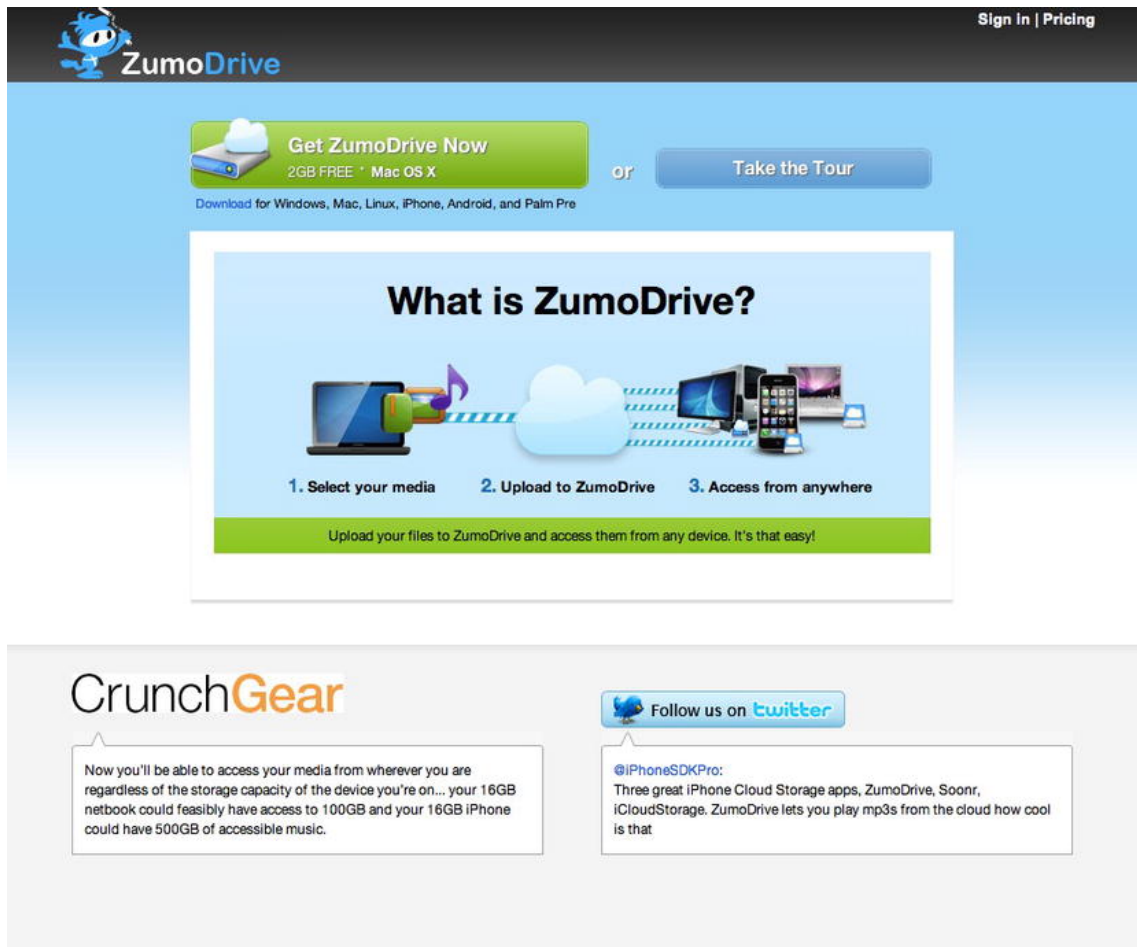 Sign In | Pricing
ZumoDrive
Get ZumoDrive Now
2GB FREE * Mac OS X
or
Take the Tour
Download for Windows, Mac, Linux, iPhone, Android, and Palm Pre
What is ZumoDrive?
1. Select your media
2. Upload to ZumoDrive
3. Access from anywhere
Upload your files to ZumoDrive and access them from any device. It's that easy!
CrunchGear
Now you'll be able to access your media from wherever you are
regardless of the storage capacity of the device you're on... your 16GB
netbook could feasibly have access to 100GB and your 16GB iPhone
could have 500GB of accessible music.
Follow us on twitter
@iPhoneSDKPro:
Three great iPhone Cloud Storage apps, ZumoDrive, Soonr,
iCloudStorage. ZumoDrive lets you play mp3s from the cloud how cool
is that